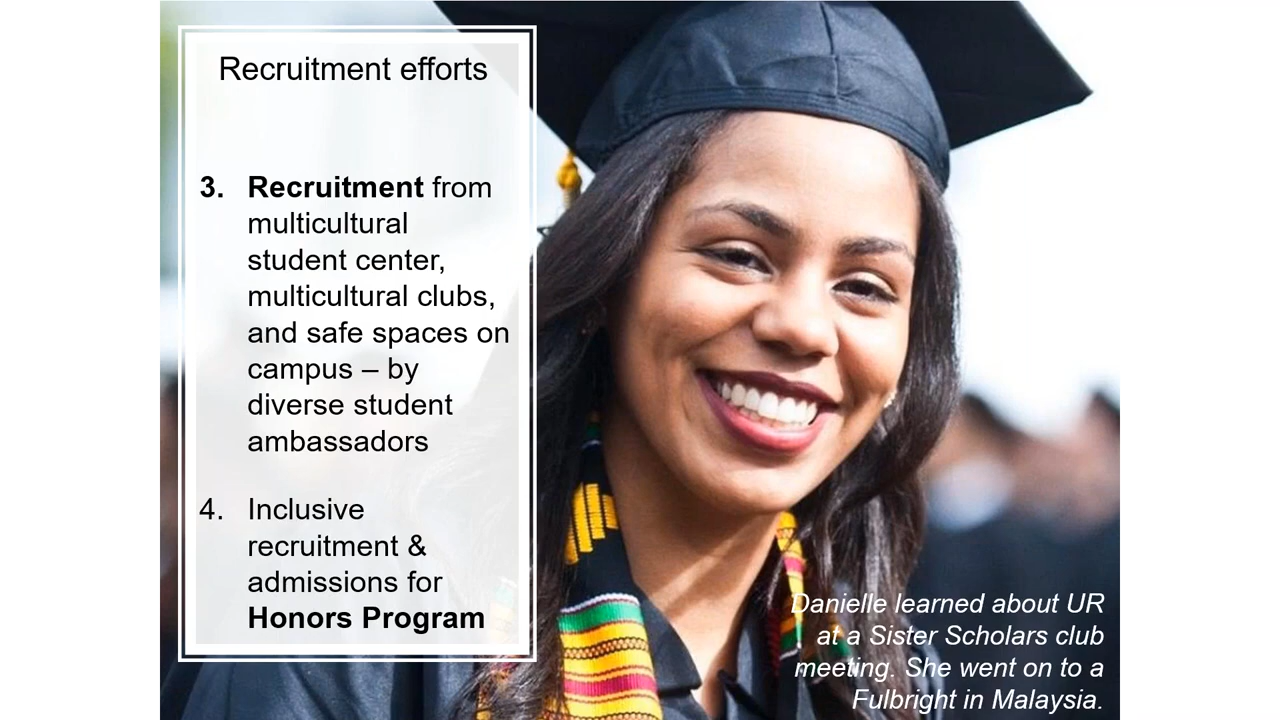 Recruitment efforts
3. Recruitment from
multicultural
student center,
multicultural clubs,
and safe spaces on
campus – by
diverse student
ambassadors
4. Inclusive
recruitment &
admissions for
Honors Program
Danielle learned about UR
at a Sister Scholars club
meeting. She went on to a
Fulbright in Malaysia.